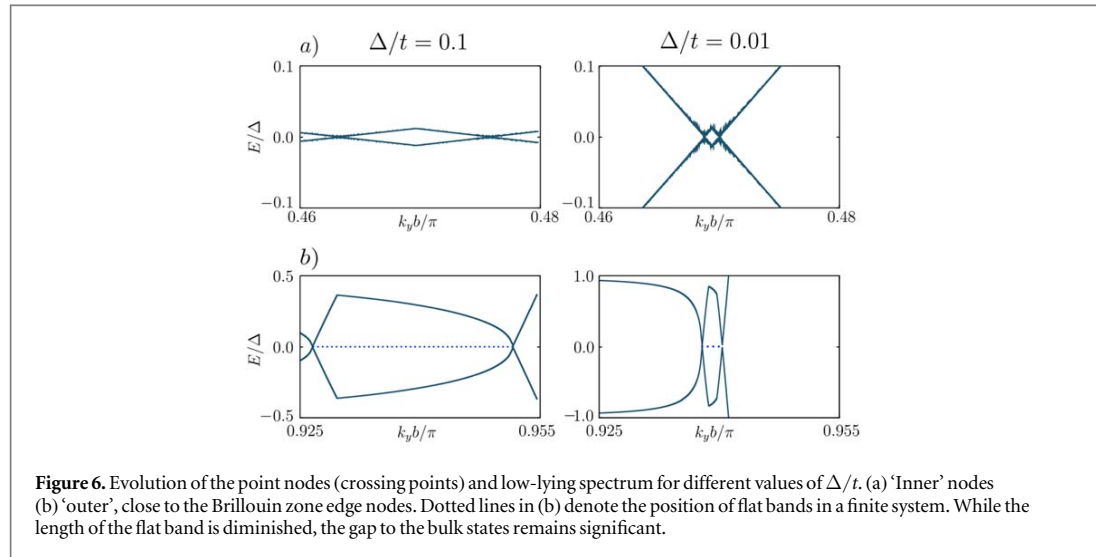 a)
Δ/t = 0.1
Δ/t = 0.01
0.1
0.0
−0.1
E/Δ
0.46
k_y b/π
0.48
0.1
0.0
−0.1
0.46
k_y b/π
0.48
b)
0.5
0.0
−0.5
E/Δ
0.925
k_y b/π
0.955
1.0
0.0
−1.0
0.925
k_y b/π
0.955
Figure 6. Evolution of the point nodes (crossing points) and low-lying spectrum for different values of Δ/t. (a) ‘Inner’ nodes
(b) ‘outer’, close to the Brillouin zone edge nodes. Dotted lines in (b) denote the position of flat bands in a finite system. While the
length of the flat band is diminished, the gap to the bulk states remains significant.